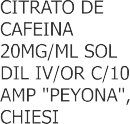 CITRATO DE
CAFEINA
20MG/ML SOL
DIL IV/OR C/10
AMP "PEYONA",
CHIESI